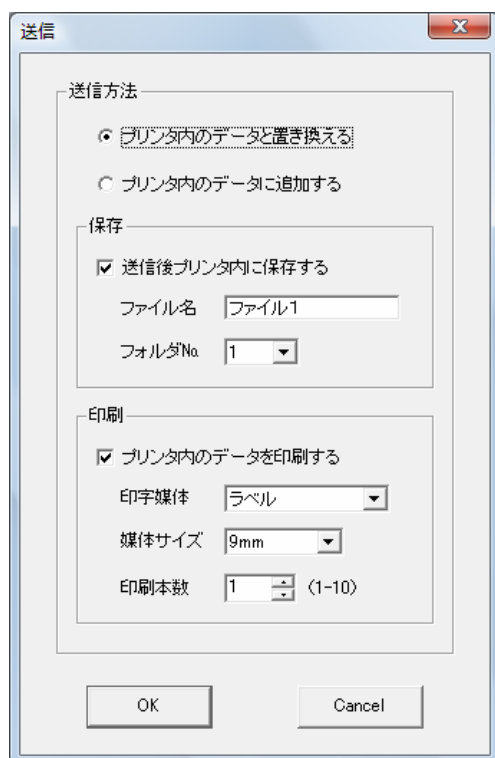 送信
送信方法
プリンタ内のデータと置き換える
プリンタ内のデータに追加する
保存
送信後プリンタ内に保存する
ファイル名 ファイル1
フォルダNo. 1
印刷
プリンタ内のデータを印刷する
印字媒体 ラベル
媒体サイズ 9mm
印刷本数 1 (1-10)
OK Cancel